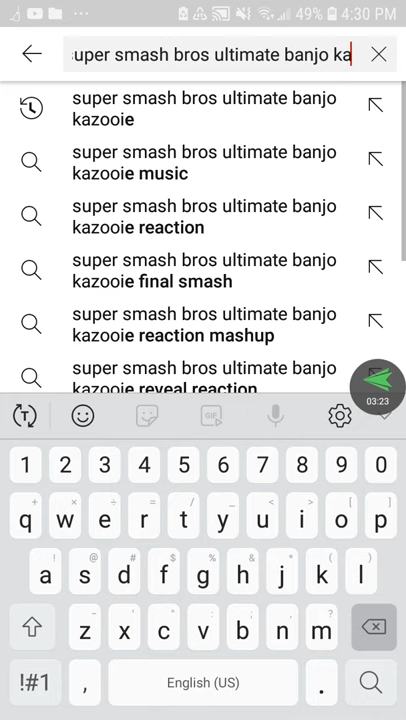 49% 4:30 PM
super smash bros ultimate banjo ka
super smash bros ultimate banjo
kazooie
super smash bros ultimate banjo
kazooie music
super smash bros ultimate banjo
kazooie reaction
super smash bros ultimate banjo
kazooie final smash
super smash bros ultimate banjo
kazooie reaction mashup
super smash bros ultimate banjo
kazooie reveal reaction
03:23
T GIF
1 2 3 4 5 6 7 8 9 0
+ × ÷ = / _ < > [ ]
q w e r t y u i o p
! @ # $ % ^ & * ( )
a s d f g h j k l
- ' " : ; , ?
z x c v b n m
!#1 , English (US) .